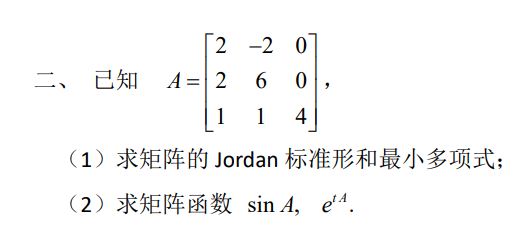 二、 已知 A = [2 −2 0
2 6 0
1 1 4],
（1）求矩阵的 Jordan 标准形和最小多项式;
（2）求矩阵函数 sin A, e^{tA}.